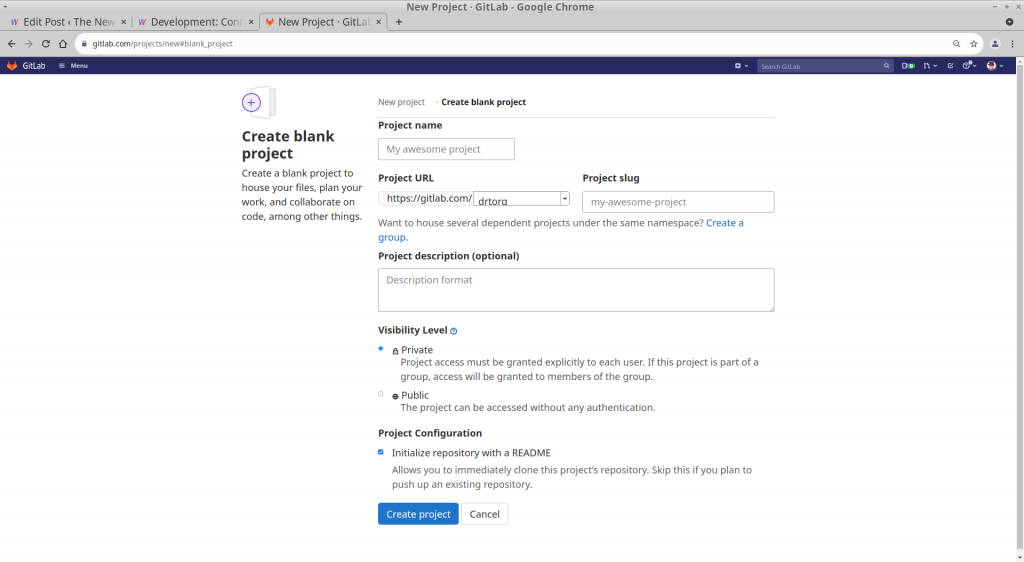 New Project · GitLab - Google Chrome
Edit Post ‹ The New
Development: Con
New Project · GitLab
gitlab.com/projects/new#blank_project
GitLab
Menu
Search GitLab
New project
Create blank project
Create blank
project
Create a blank project to
house your files, plan your
work, and collaborate on
code, among other things.
Project name
My awesome project
Project URL
Project slug
https://gitlab.com/
drtorq
my-awesome-project
Want to house several dependent projects under the same namespace? Create a
group.
Project description (optional)
Description format
Visibility Level
Private
Project access must be granted explicitly to each user. If this project is part of a
group, access will be granted to members of the group.
Public
The project can be accessed without any authentication.
Project Configuration
Initialize repository with a README
Allows you to immediately clone this project's repository. Skip this if you plan to
push up an existing repository.
Create project
Cancel